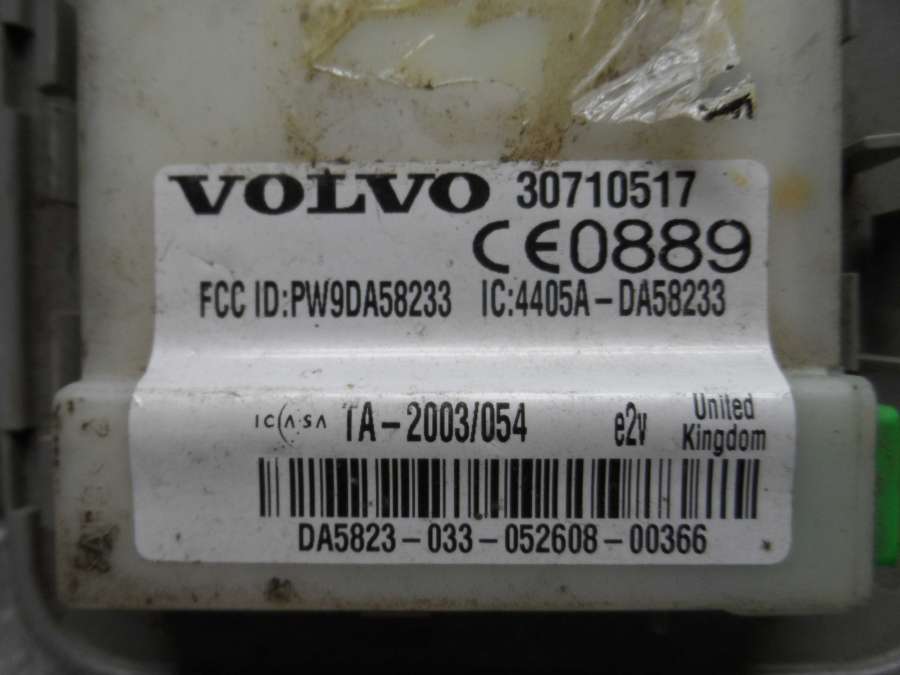 VOLVO 30710517
CE0889
FCC ID:PW9DA58233 IC:4405A-DA58233
ICASA TA-2003/054 e2v United Kingdom
DA5823-033-052608-00366